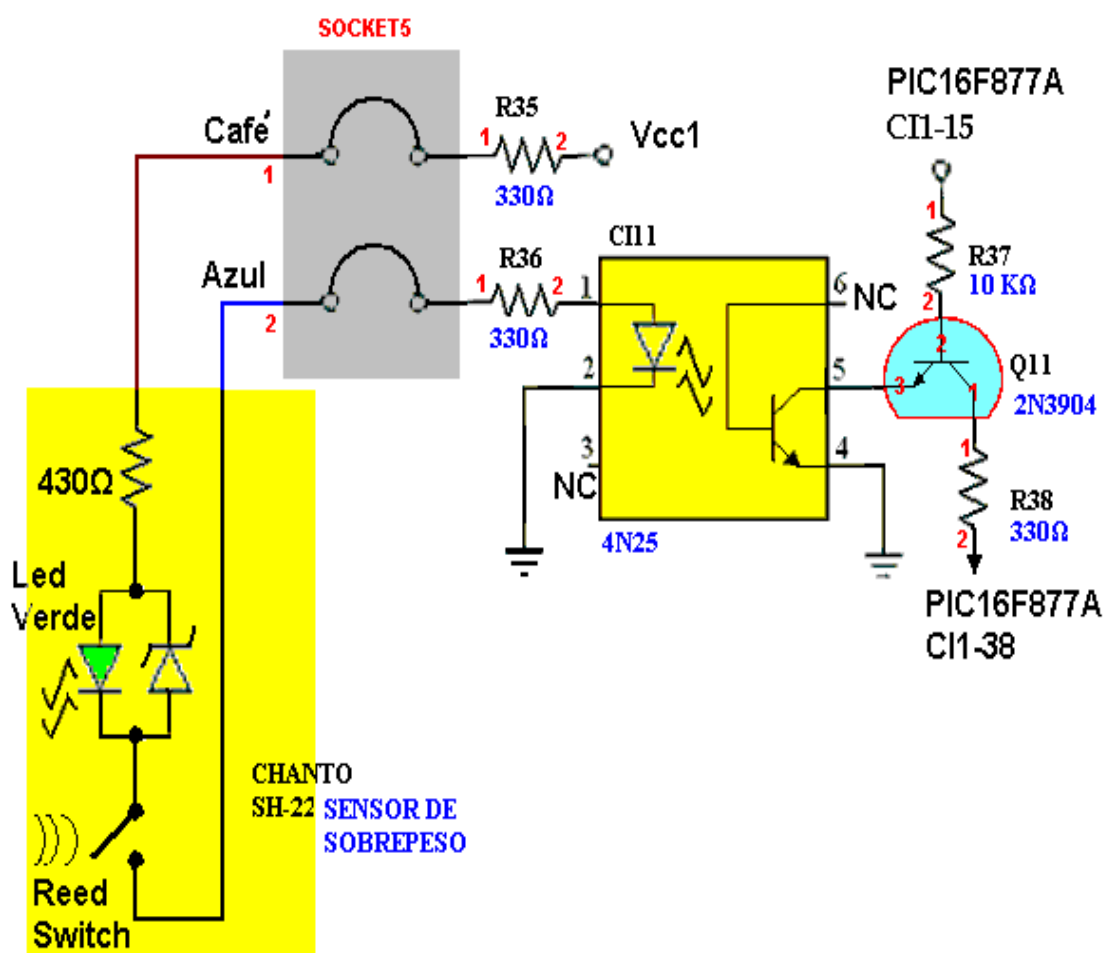 SOCKET5
Café
1
R35
1
2
330Ω
Vcc1
PIC16F877A
CI1-15
1
R37
10 KΩ
2
Azul
2
R36
1
2
330Ω
CI11
1
2
3
NC
6
NC
5
4
4N25
2
3
1
Q11
2N3904
1
R38
330Ω
2
PIC16F877A
CI1-38
430Ω
Led
Verde
CHANTO
SH-22 SENSOR DE
SOBREPESO
Reed
Switch